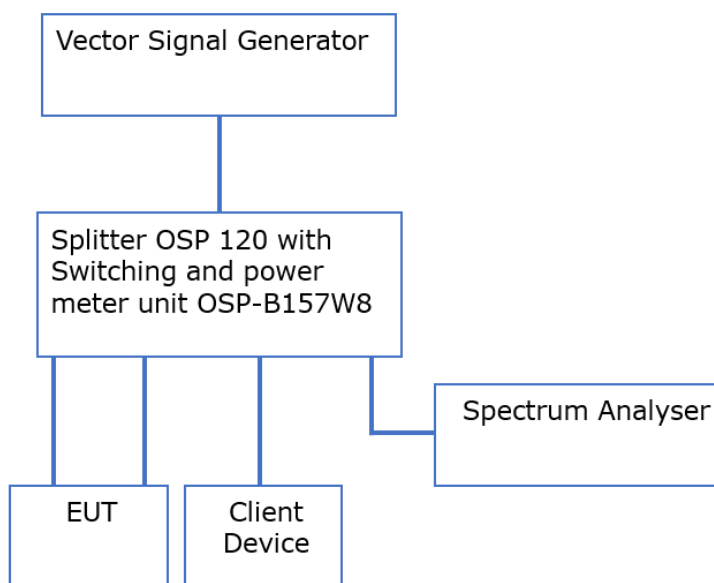 Vector Signal Generator
Splitter OSP 120 with
Switching and power
meter unit OSP-B157W8
Spectrum Analyser
EUT
Client
Device